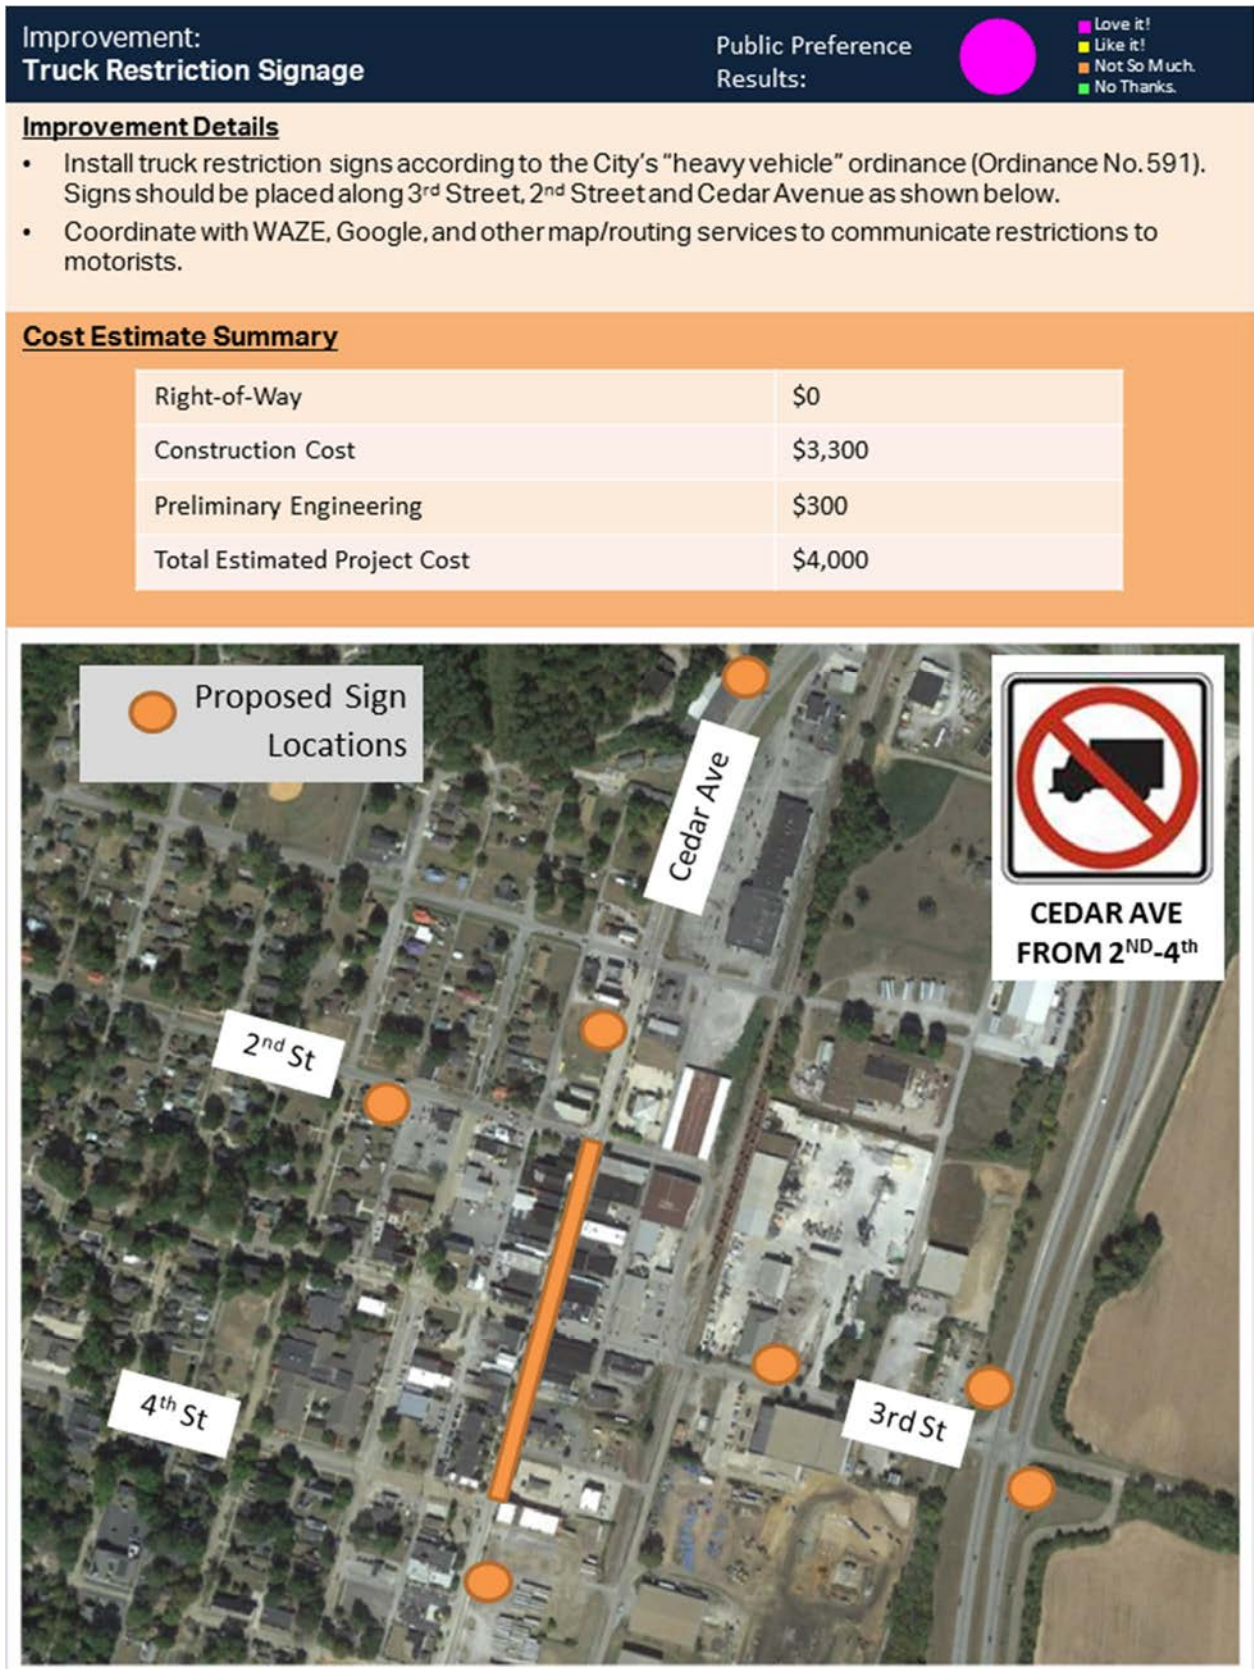 Improvement:
Truck Restriction Signage
Public Preference
Results:
Love it!
Like it!
Not So Much.
No Thanks.
Improvement Details
• Install truck restriction signs according to the City's “heavy vehicle” ordinance (Ordinance No. 591).
Signs should be placed along 3rd Street, 2nd Street and Cedar Avenue as shown below.
• Coordinate with WAZE, Google, and other map/routing services to communicate restrictions to
motorists.
Cost Estimate Summary
Right-of-Way $0
Construction Cost $3,300
Preliminary Engineering $300
Total Estimated Project Cost $4,000
Proposed Sign
Locations
Cedar Ave
CEDAR AVE
FROM 2ND-4th
2nd St
4th St
3rd St